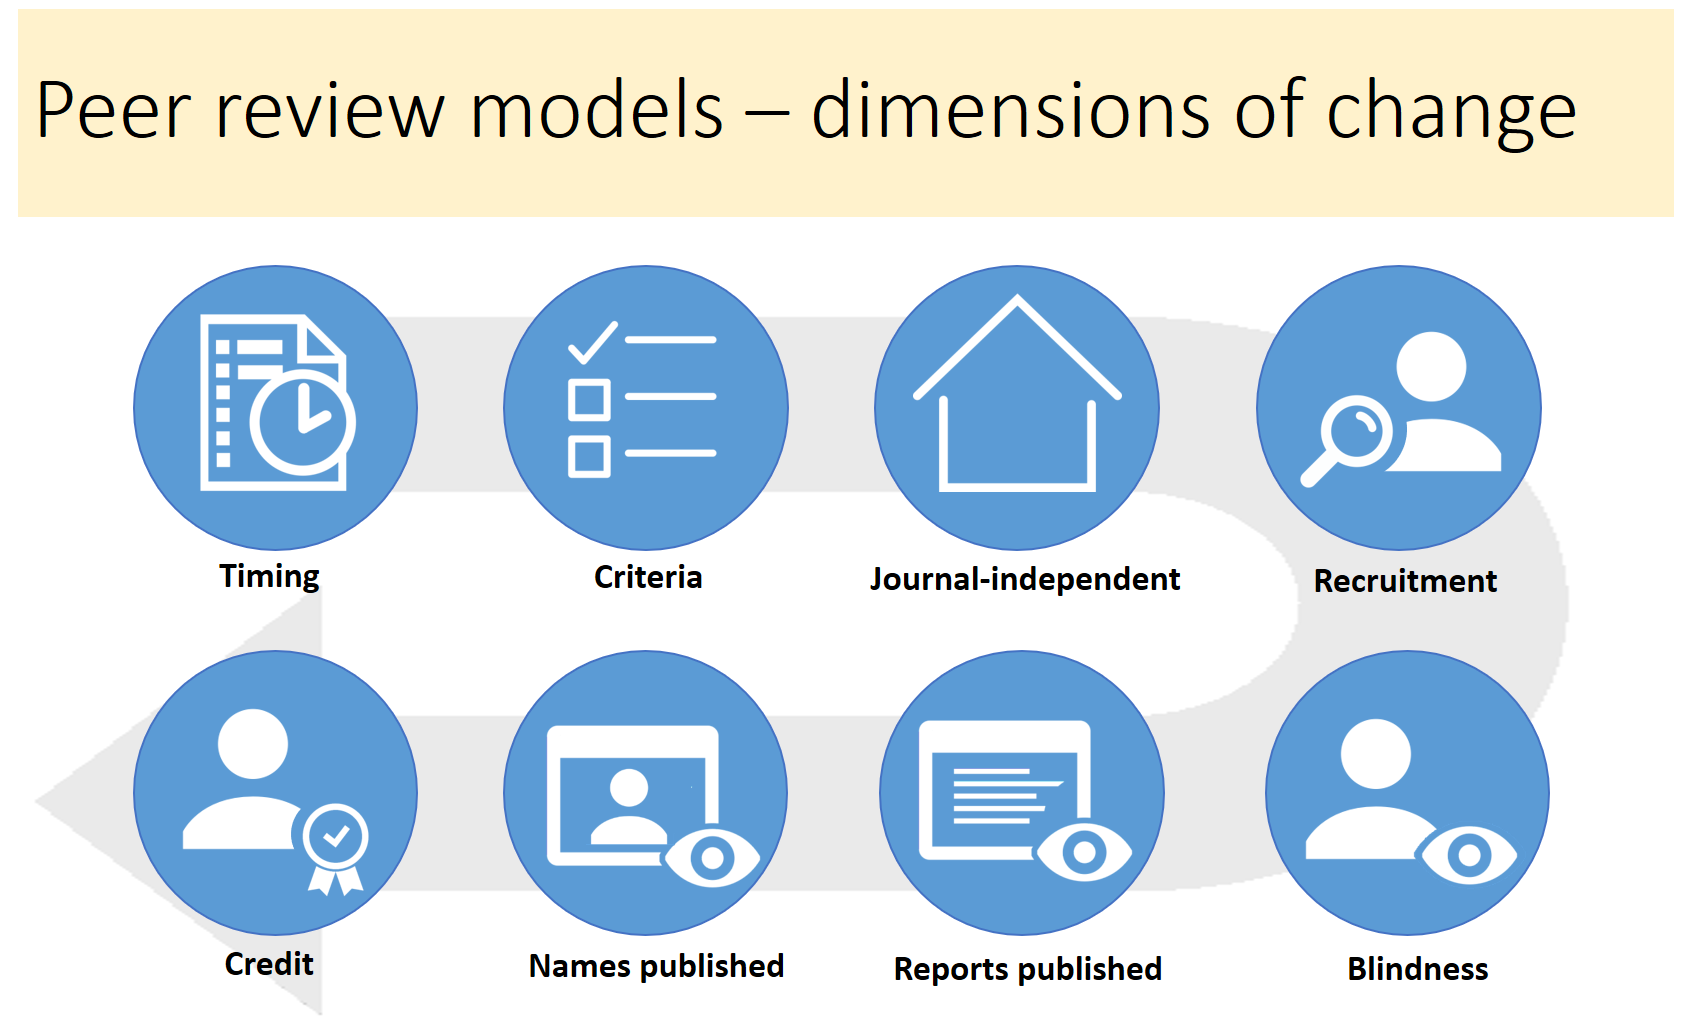 Peer review models – dimensions of change
Timing
Criteria
Journal-independent
Recruitment
Credit
Names published
Reports published
Blindness